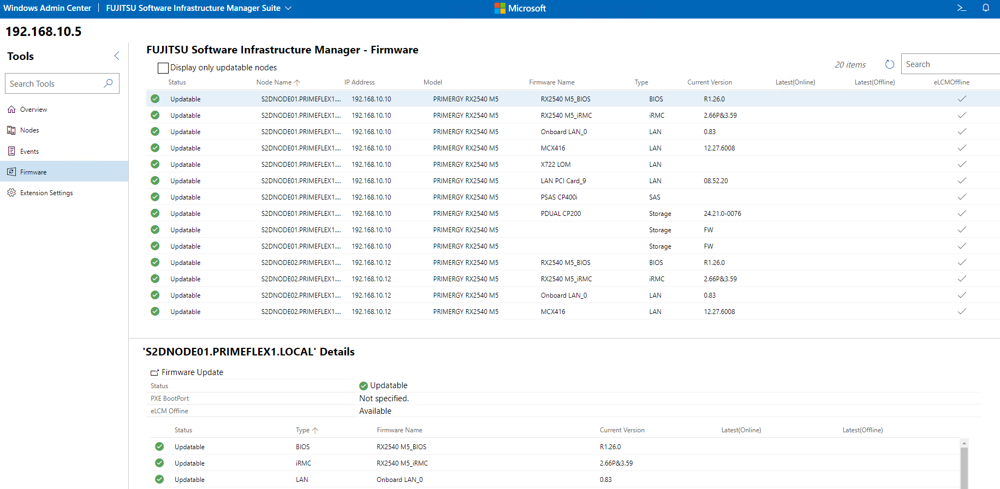 Windows Admin Center | FUJITSU Software Infrastructure Manager Suite Microsoft
192.168.10.5
Tools
Search Tools
Overview
Nodes
Events
Firmware
Extension Settings
FUJITSU Software Infrastructure Manager - Firmware
Display only updatable nodes
20 items
Search
Status Node Name IP Address Model Firmware Name Type Current Version Latest(Online) Latest(Offline) eLCMOffline
Updatable S2DNODE01.PRIMEFLEX1.... 192.168.10.10 PRIMERGY RX2540 M5 RX2540 M5_BIOS BIOS R1.26.0
Updatable S2DNODE01.PRIMEFLEX1.... 192.168.10.10 PRIMERGY RX2540 M5 RX2540 M5_iRMC iRMC 2.66P&3.59
Updatable S2DNODE01.PRIMEFLEX1.... 192.168.10.10 PRIMERGY RX2540 M5 Onboard LAN_0 LAN 0.83
Updatable S2DNODE01.PRIMEFLEX1.... 192.168.10.10 PRIMERGY RX2540 M5 MCX416 LAN 12.27.6008
Updatable S2DNODE01.PRIMEFLEX1.... 192.168.10.10 PRIMERGY RX2540 M5 X722 LOM LAN
Updatable S2DNODE01.PRIMEFLEX1.... 192.168.10.10 PRIMERGY RX2540 M5 LAN PCI Card_9 LAN 08.52.20
Updatable S2DNODE01.PRIMEFLEX1.... 192.168.10.10 PRIMERGY RX2540 M5 PSAS CP400i SAS
Updatable S2DNODE01.PRIMEFLEX1.... 192.168.10.10 PRIMERGY RX2540 M5 PDUAL CP200 Storage 24.21.0-0076
Updatable S2DNODE01.PRIMEFLEX1.... 192.168.10.10 PRIMERGY RX2540 M5 Storage FW
Updatable S2DNODE01.PRIMEFLEX1.... 192.168.10.10 PRIMERGY RX2540 M5 Storage FW
Updatable S2DNODE02.PRIMEFLEX1.... 192.168.10.12 PRIMERGY RX2540 M5 RX2540 M5_BIOS BIOS R1.26.0
Updatable S2DNODE02.PRIMEFLEX1.... 192.168.10.12 PRIMERGY RX2540 M5 RX2540 M5_iRMC iRMC 2.66P&3.59
Updatable S2DNODE02.PRIMEFLEX1.... 192.168.10.12 PRIMERGY RX2540 M5 Onboard LAN_0 LAN 0.83
Updatable S2DNODE02.PRIMEFLEX1.... 192.168.10.12 PRIMERGY RX2540 M5 MCX416 LAN 12.27.6008
'S2DNODE01.PRIMEFLEX1.LOCAL' Details
Firmware Update
Status Updatable
PXE BootPort Not specified.
eLCM Offline Available
Status Type Firmware Name Current Version Latest(Online) Latest(Offline)
Updatable BIOS RX2540 M5_BIOS R1.26.0
Updatable iRMC RX2540 M5_iRMC 2.66P&3.59
Updatable LAN Onboard LAN_0 0.83